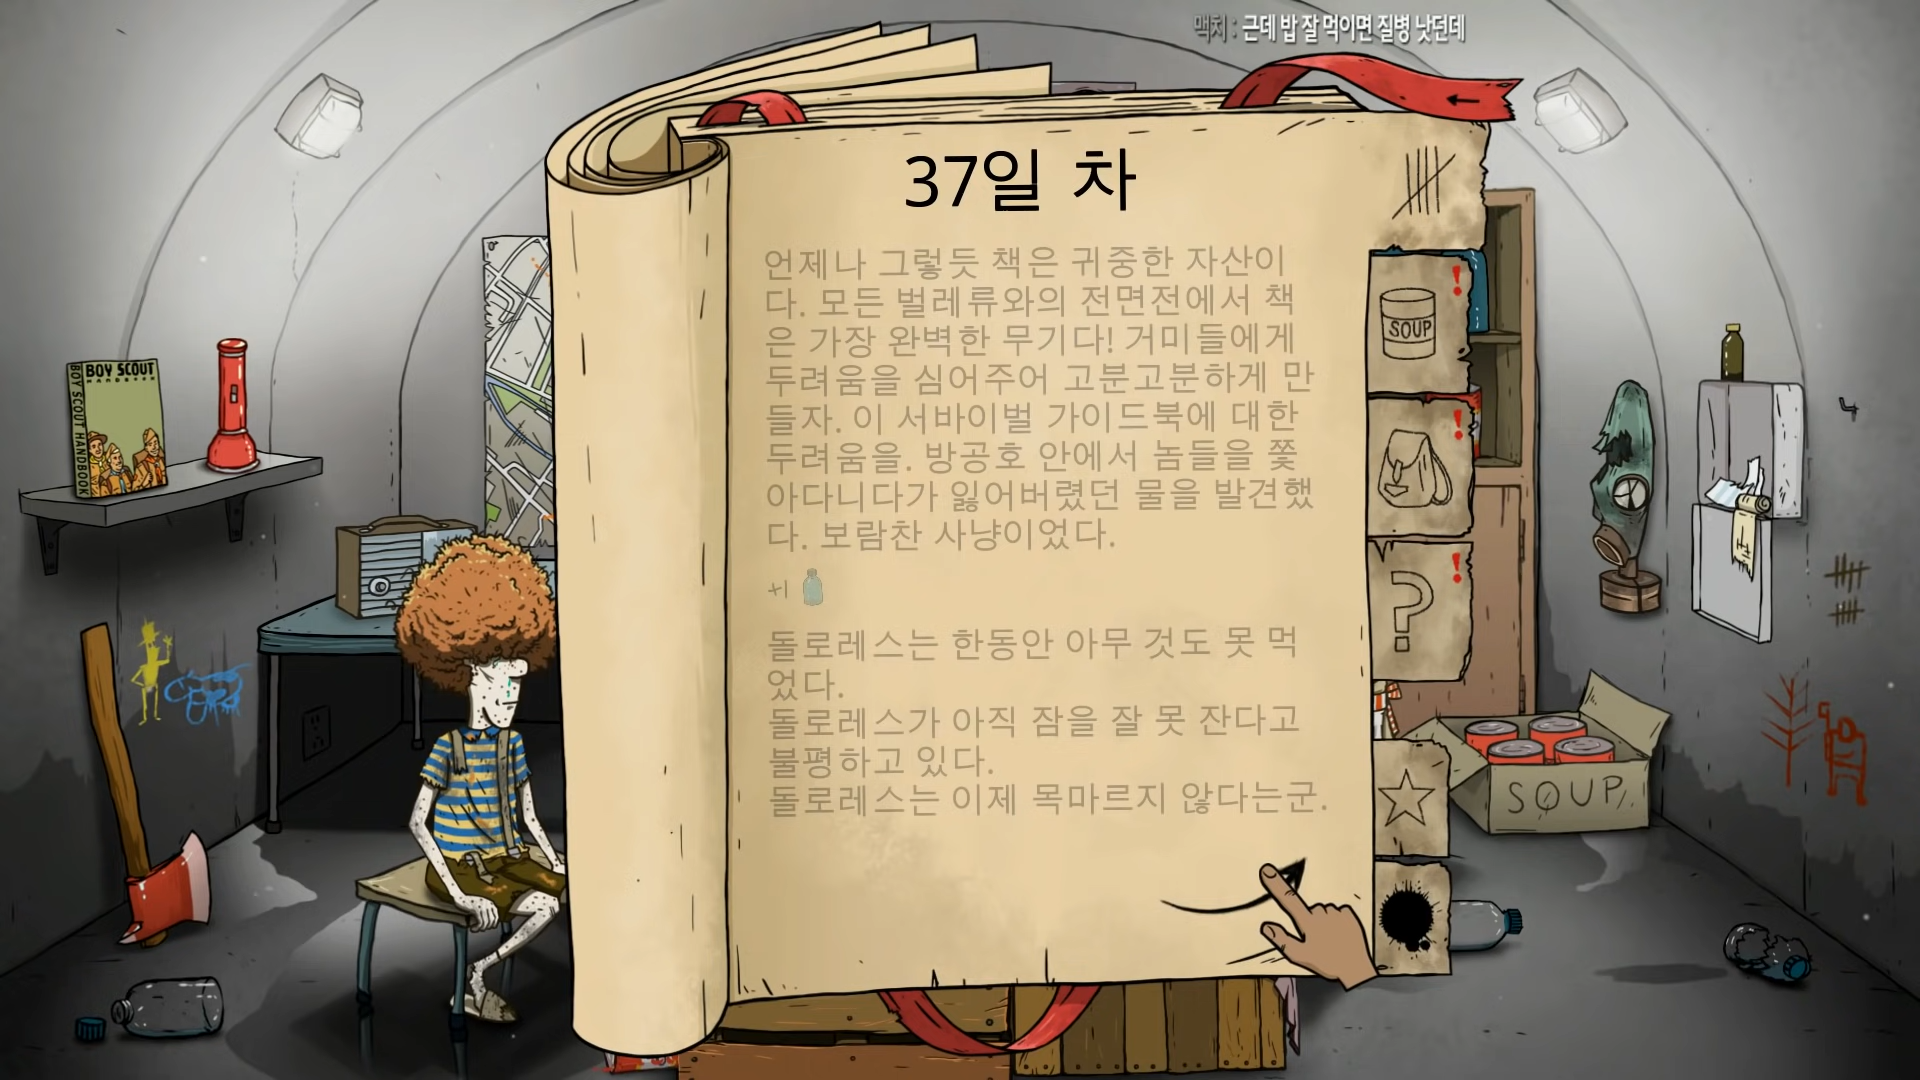 맥치 : 근데 밥 잘 먹이면 질병 낫던데
37일 차
언제나 그렇듯 책은 귀중한 자산이
다. 모든 벌레류와의 전면전에서 책
은 가장 완벽한 무기다! 거미들에게
두려움을 심어주어 고분고분하게 만
들자. 이 서바이벌 가이드북에 대한
두려움을. 방공호 안에서 놈들을 쫓
아다니다가 잃어버렸던 물을 발견했
다. 보람찬 사냥이었다.
+1
돌로레스는 한동안 아무 것도 못 먹
었다.
돌로레스가 아직 잠을 잘 못 잔다고
불평하고 있다.
돌로레스는 이제 목마르지 않다는군.
!
SOUP
!
!
?
BOY SCOUT
HANDBOOK
BOY SCOUT HANDBOOK
SOUP